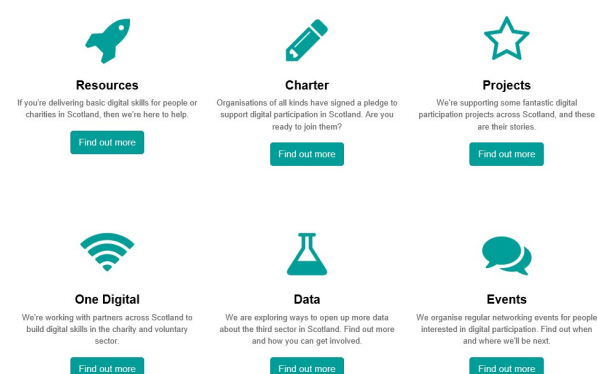 Resources
If you're delivering basic digital skills for people or
charities in Scotland, then we're here to help.
Find out more
Charter
Organisations of all kinds have signed a pledge to
support digital participation in Scotland. Are you
ready to join them?
Find out more
Projects
We're supporting some fantastic digital
participation projects across Scotland, and these
are their stories.
Find out more
One Digital
We're working with partners across Scotland to
build digital skills in the charity and voluntary
sector.
Find out more
Data
We are exploring ways to open up more data
about the third sector in Scotland. Find out more
and how you can get involved.
Find out more
Events
We organise regular networking events for people
interested in digital participation. Find out when
and where we'll be next.
Find out more